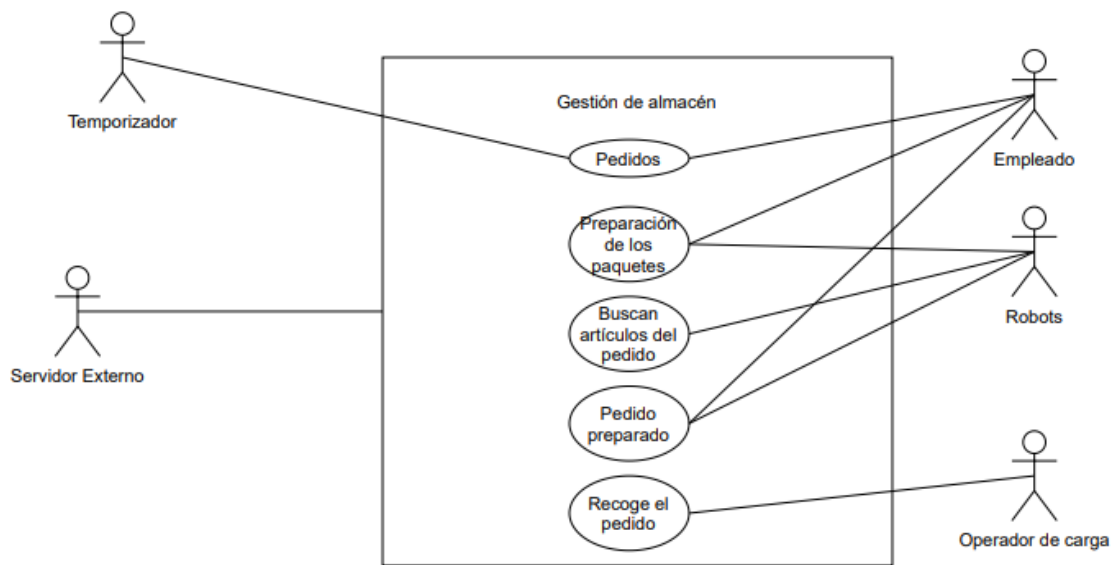 Temporizador
Servidor Externo
Gestión de almacén
Pedidos
Preparación
de los
paquetes
Buscan
artículos del
pedido
Pedido
preparado
Recoge el
pedido
Empleado
Robots
Operador de carga